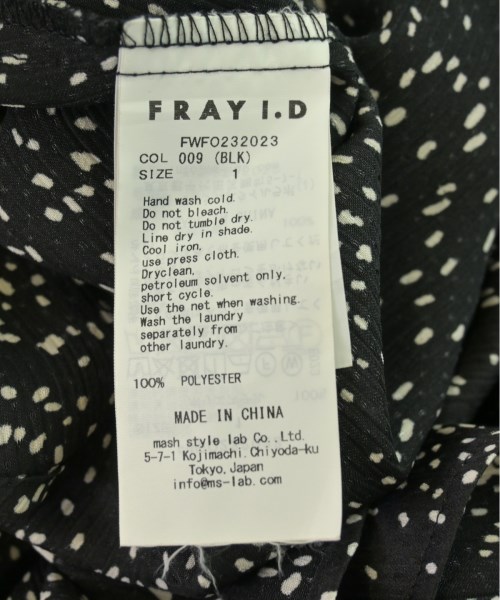 FRAY I.D
FWFO232023
COL 009 (BLK)
SIZE 1
Hand wash cold.
Do not bleach.
Do not tumble dry.
Line dry in shade.
Cool iron,
use press cloth.
Dryclean,
petroleum solvent only,
short cycle.
Use the net when washing.
Wash the laundry
separately from
other laundry.
100% POLYESTER
MADE IN CHINA
mash style lab Co.,Ltd.
5-7-1 Kojimachi.Chiyoda-ku
Tokyo,Japan
info@ms-lab.com